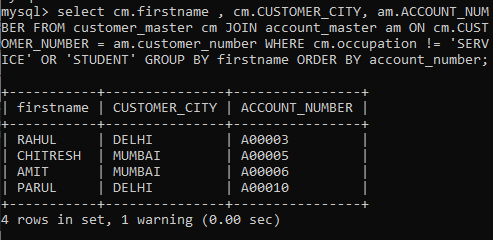 mysql> select cm.firstname , cm.CUSTOMER_CITY, am.ACCOUNT_NUM
BER FROM customer_master cm JOIN account_master am ON cm.CUST
OMER_NUMBER = am.customer_number WHERE cm.occupation != 'SERV
ICE' OR 'STUDENT' GROUP BY firstname ORDER BY account_number;
+-----------+---------------+----------------+
| firstname | CUSTOMER_CITY | ACCOUNT_NUMBER |
+-----------+---------------+----------------+
| RAHUL     | DELHI         | A00003         |
| CHITRESH  | MUMBAI        | A00005         |
| AMIT      | MUMBAI        | A00006         |
| PARUL     | DELHI         | A00010         |
+-----------+---------------+----------------+
4 rows in set, 1 warning (0.00 sec)